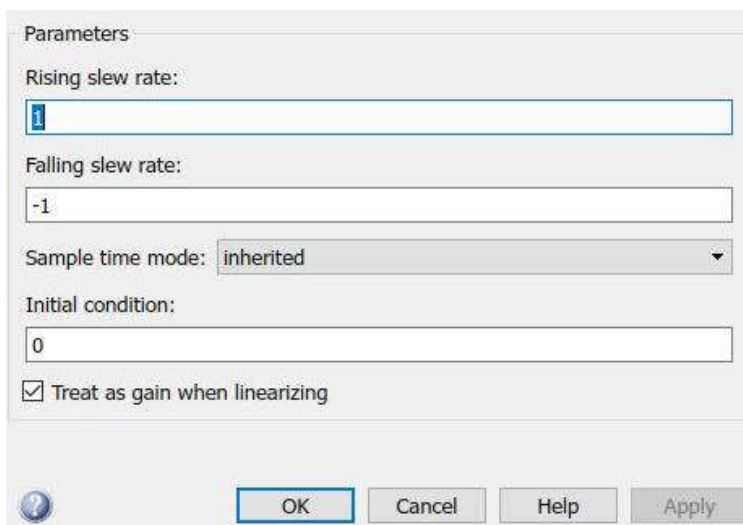 Parameters
Rising slew rate:
1
Falling slew rate:
-1
Sample time mode: inherited
Initial condition:
0
Treat as gain when linearizing
? OK Cancel Help Apply